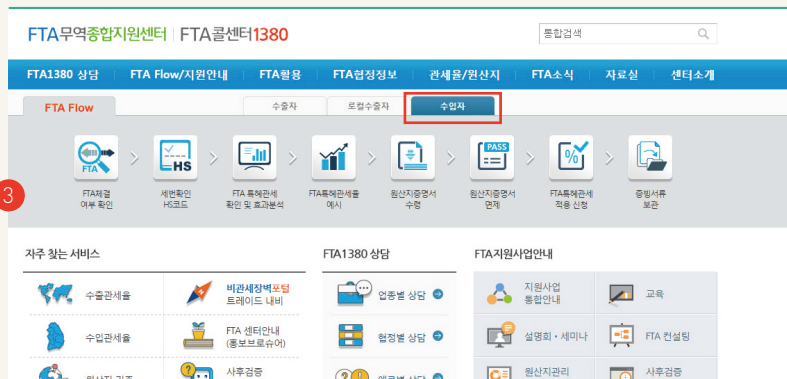 FTA무역종합지원센터 FTA콜센터1380
통합검색
FTA1380 상담 FTA Flow/지원안내 FTA활용 FTA협정정보 관세율/원산지 FTA소식 자료실 센터소개
FTA Flow 수출자 로컬수출자 수입자
FTA
HS
PASS
%
3
FTA체결
여부 확인
세번확인
HS코드
FTA 특혜관세
확인 및 효과분석
FTA특혜관세율
예시
원산지증명서
수령
원산지증명서
면제
FTA특혜관세
적용 신청
증빙서류
보관
자주 찾는 서비스
수출관세율
비관세장벽포털
트레이드 내비
수입관세율
FTA 센터안내
(홍보브로슈어)
사후검증
FTA1380 상담
업종별 상담
협정별 상담
FTA지원사업안내
지원사업
통합안내
교육
설명회・세미나
FTA 컨설팅
원산지관리
사후검증